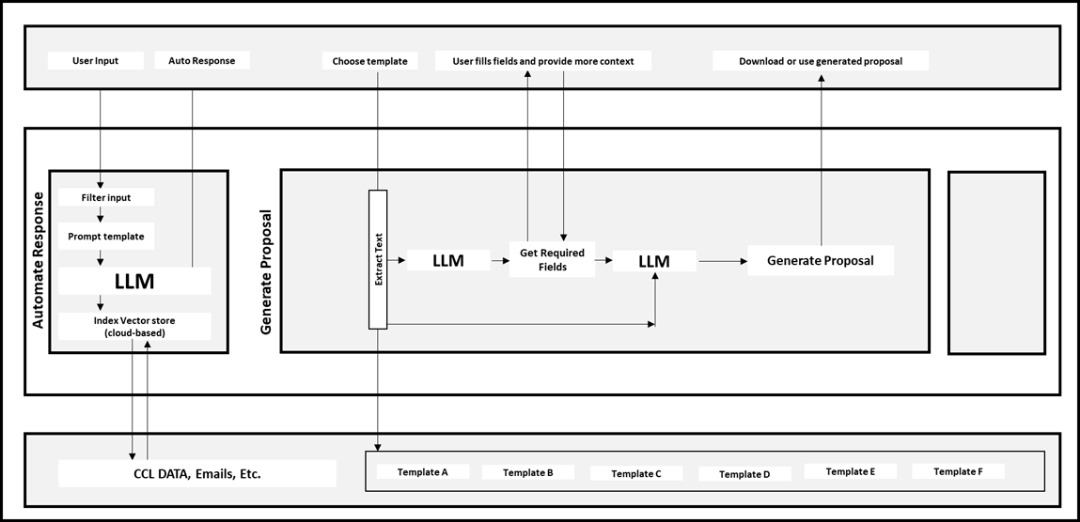 User Input
Auto Response
Choose template
User fills fields and provide more context
Download or use generated proposal
Automate Response
Filter input
Prompt template
LLM
Index Vector store
(cloud-based)
Generate Proposal
Extract Text
LLM
Get Required
Fields
LLM
Generate Proposal
CCL DATA, Emails, Etc.
Template A
Template B
Template C
Template D
Template E
Template F